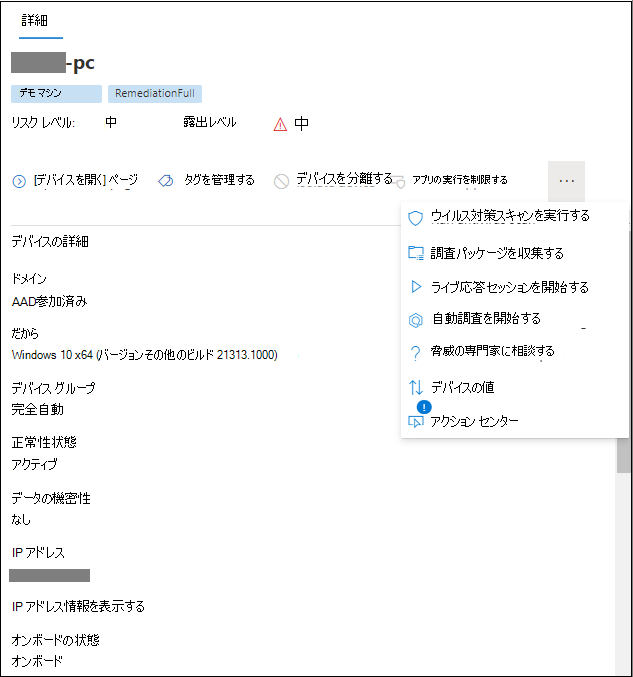 詳細
-pc
デモ マシン
RemediationFull
リスク レベル: 中 露出レベル 中
[デバイスを開く] ページ タグを管理する デバイスを分離する アプリの実行を制限する ...
ウイルス対策スキャンを実行する
調査パッケージを収集する
ライブ応答セッションを開始する
自動調査を開始する
脅威の専門家に相談する
デバイスの値
アクション センター
デバイスの詳細
ドメイン
AAD参加済み
だから
Windows 10 x64 (バージョンその他のビルド 21313.1000)
デバイス グループ
完全自動
正常性状態
アクティブ
データの機密性
なし
IP アドレス
IP アドレス情報を表示する
オンボードの状態
オンボード